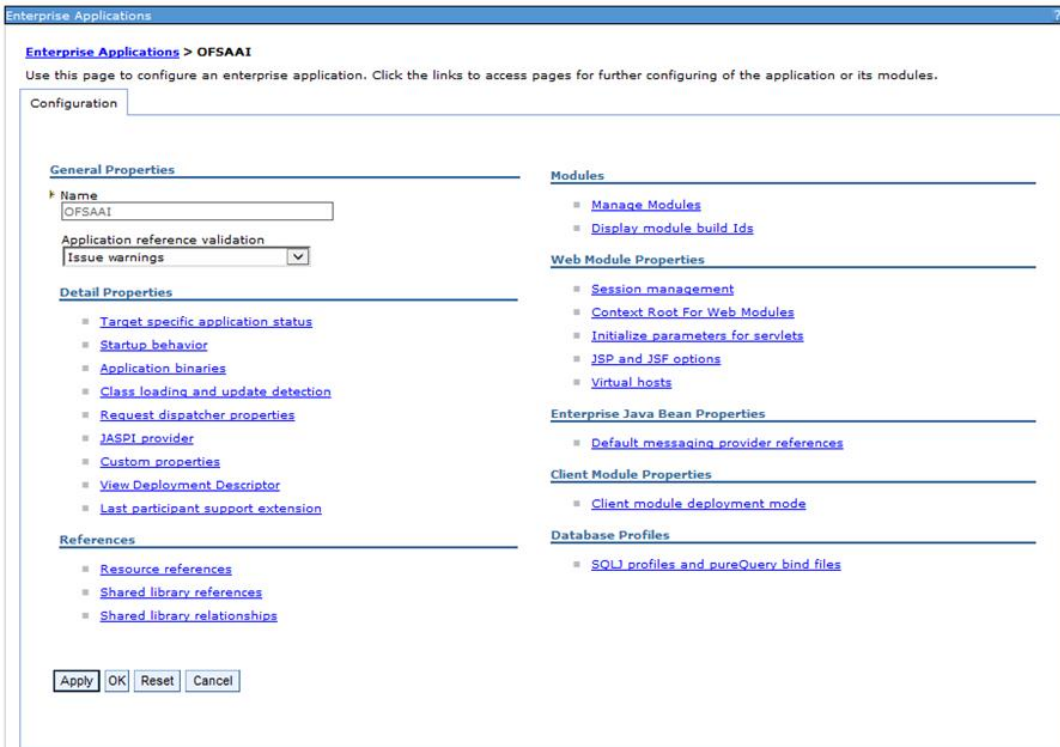 Enterprise Applications
?
Enterprise Applications > OFSAAI
Use this page to configure an enterprise application. Click the links to access pages for further configuring of the application or its modules.
Configuration
General Properties
Name
OFSAAI
Application reference validation
Issue warnings
Detail Properties
Target specific application status
Startup behavior
Application binaries
Class loading and update detection
Request dispatcher properties
JASPI provider
Custom properties
View Deployment Descriptor
Last participant support extension
References
Resource references
Shared library references
Shared library relationships
Modules
Manage Modules
Display module build Ids
Web Module Properties
Session management
Context Root For Web Modules
Initialize parameters for servlets
JSP and JSF options
Virtual hosts
Enterprise Java Bean Properties
Default messaging provider references
Client Module Properties
Client module deployment mode
Database Profiles
SQLJ profiles and pureQuery bind files
Apply OK Reset Cancel